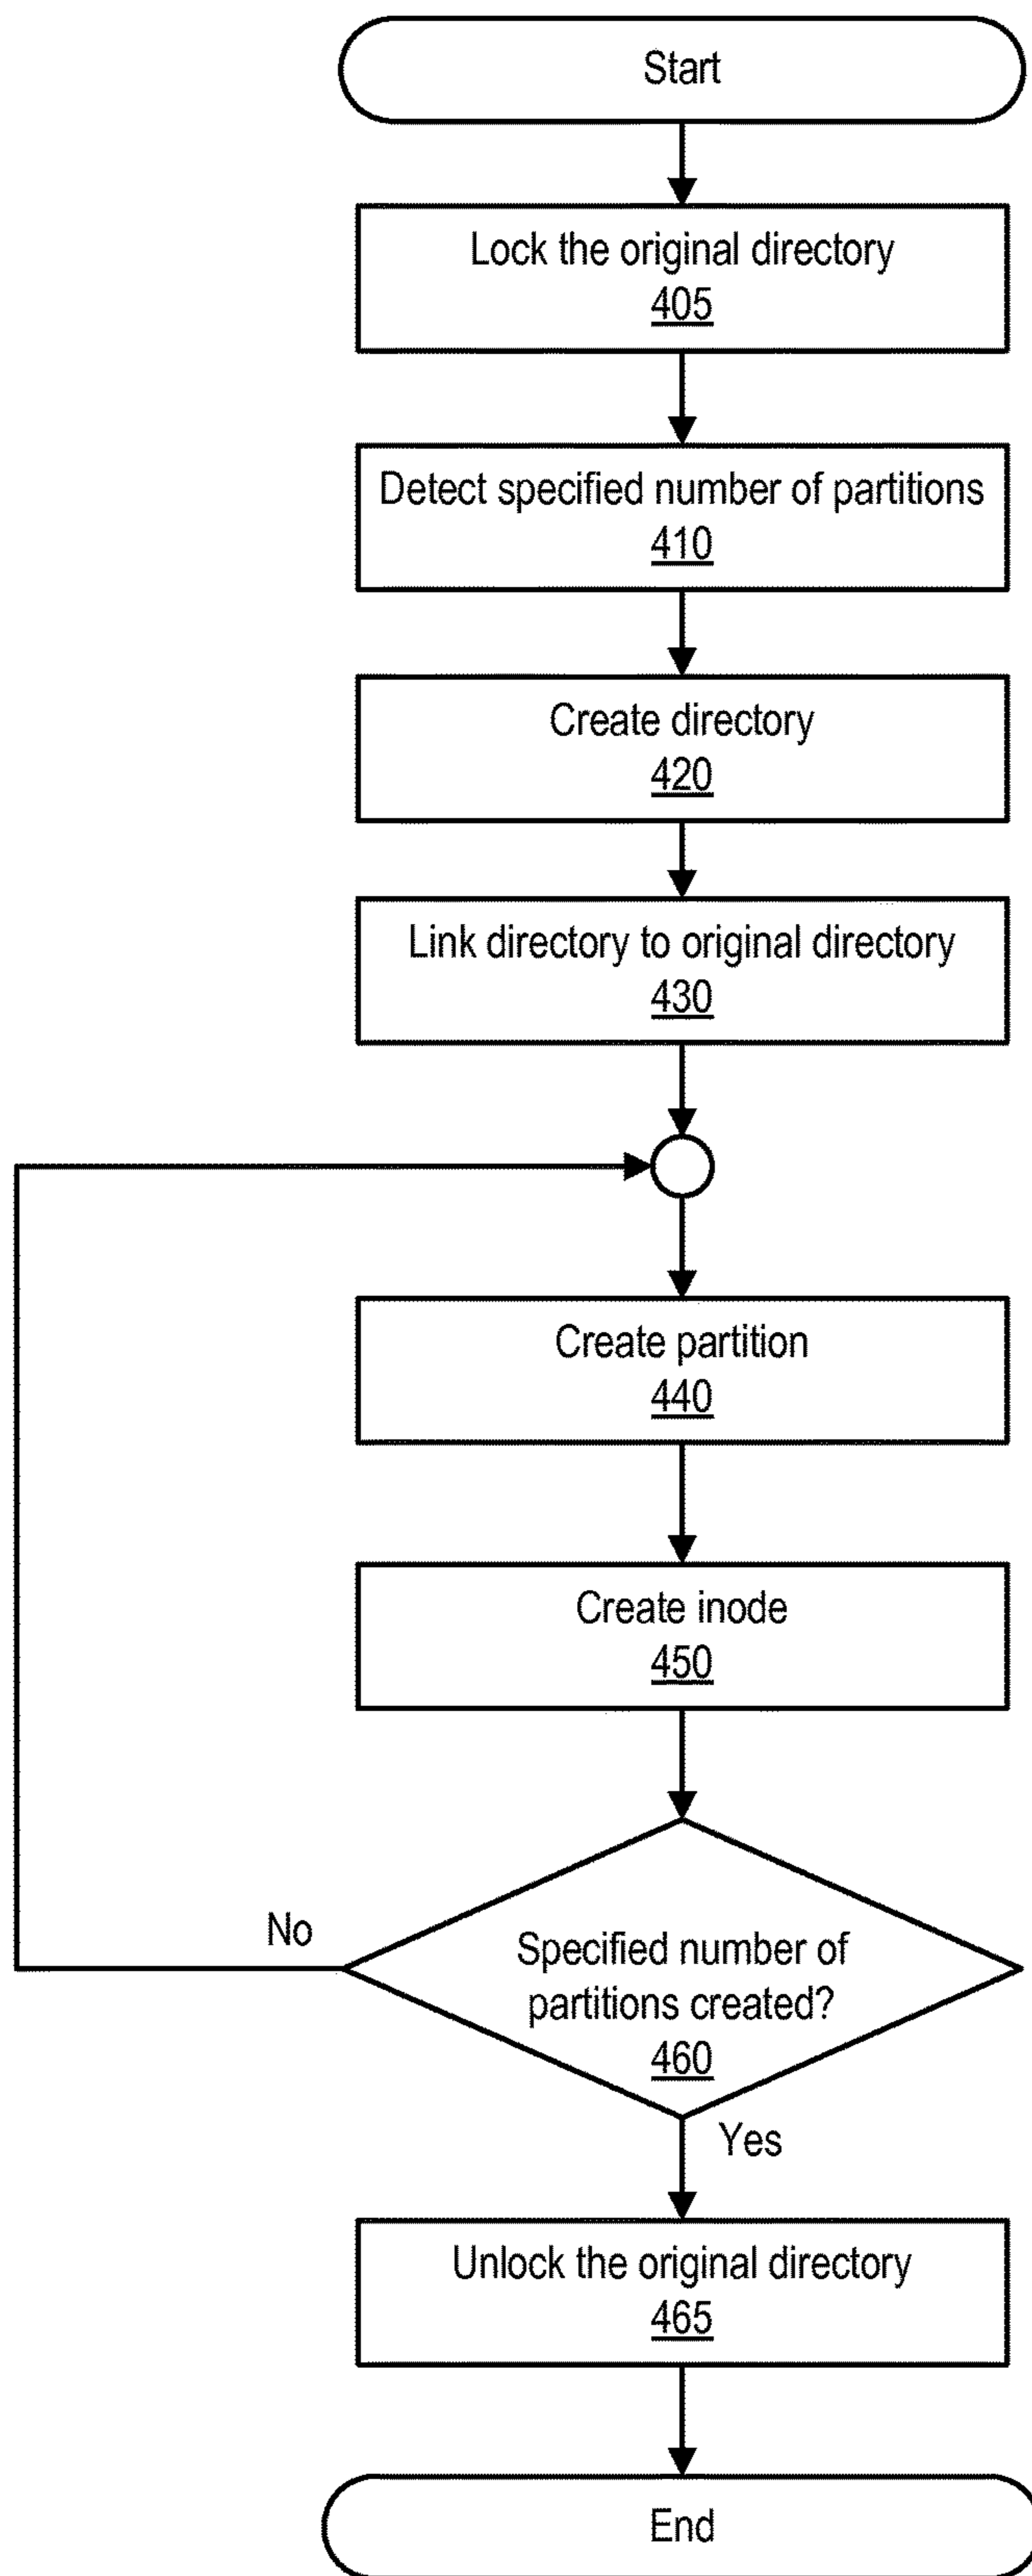 Start
Lock the original directory
405
Detect specified number of partitions
410
Create directory
420
Link directory to original directory
430
Create partition
440
Create inode
450
No
Specified number of
partitions created?
460
Yes
Unlock the original directory
465
End